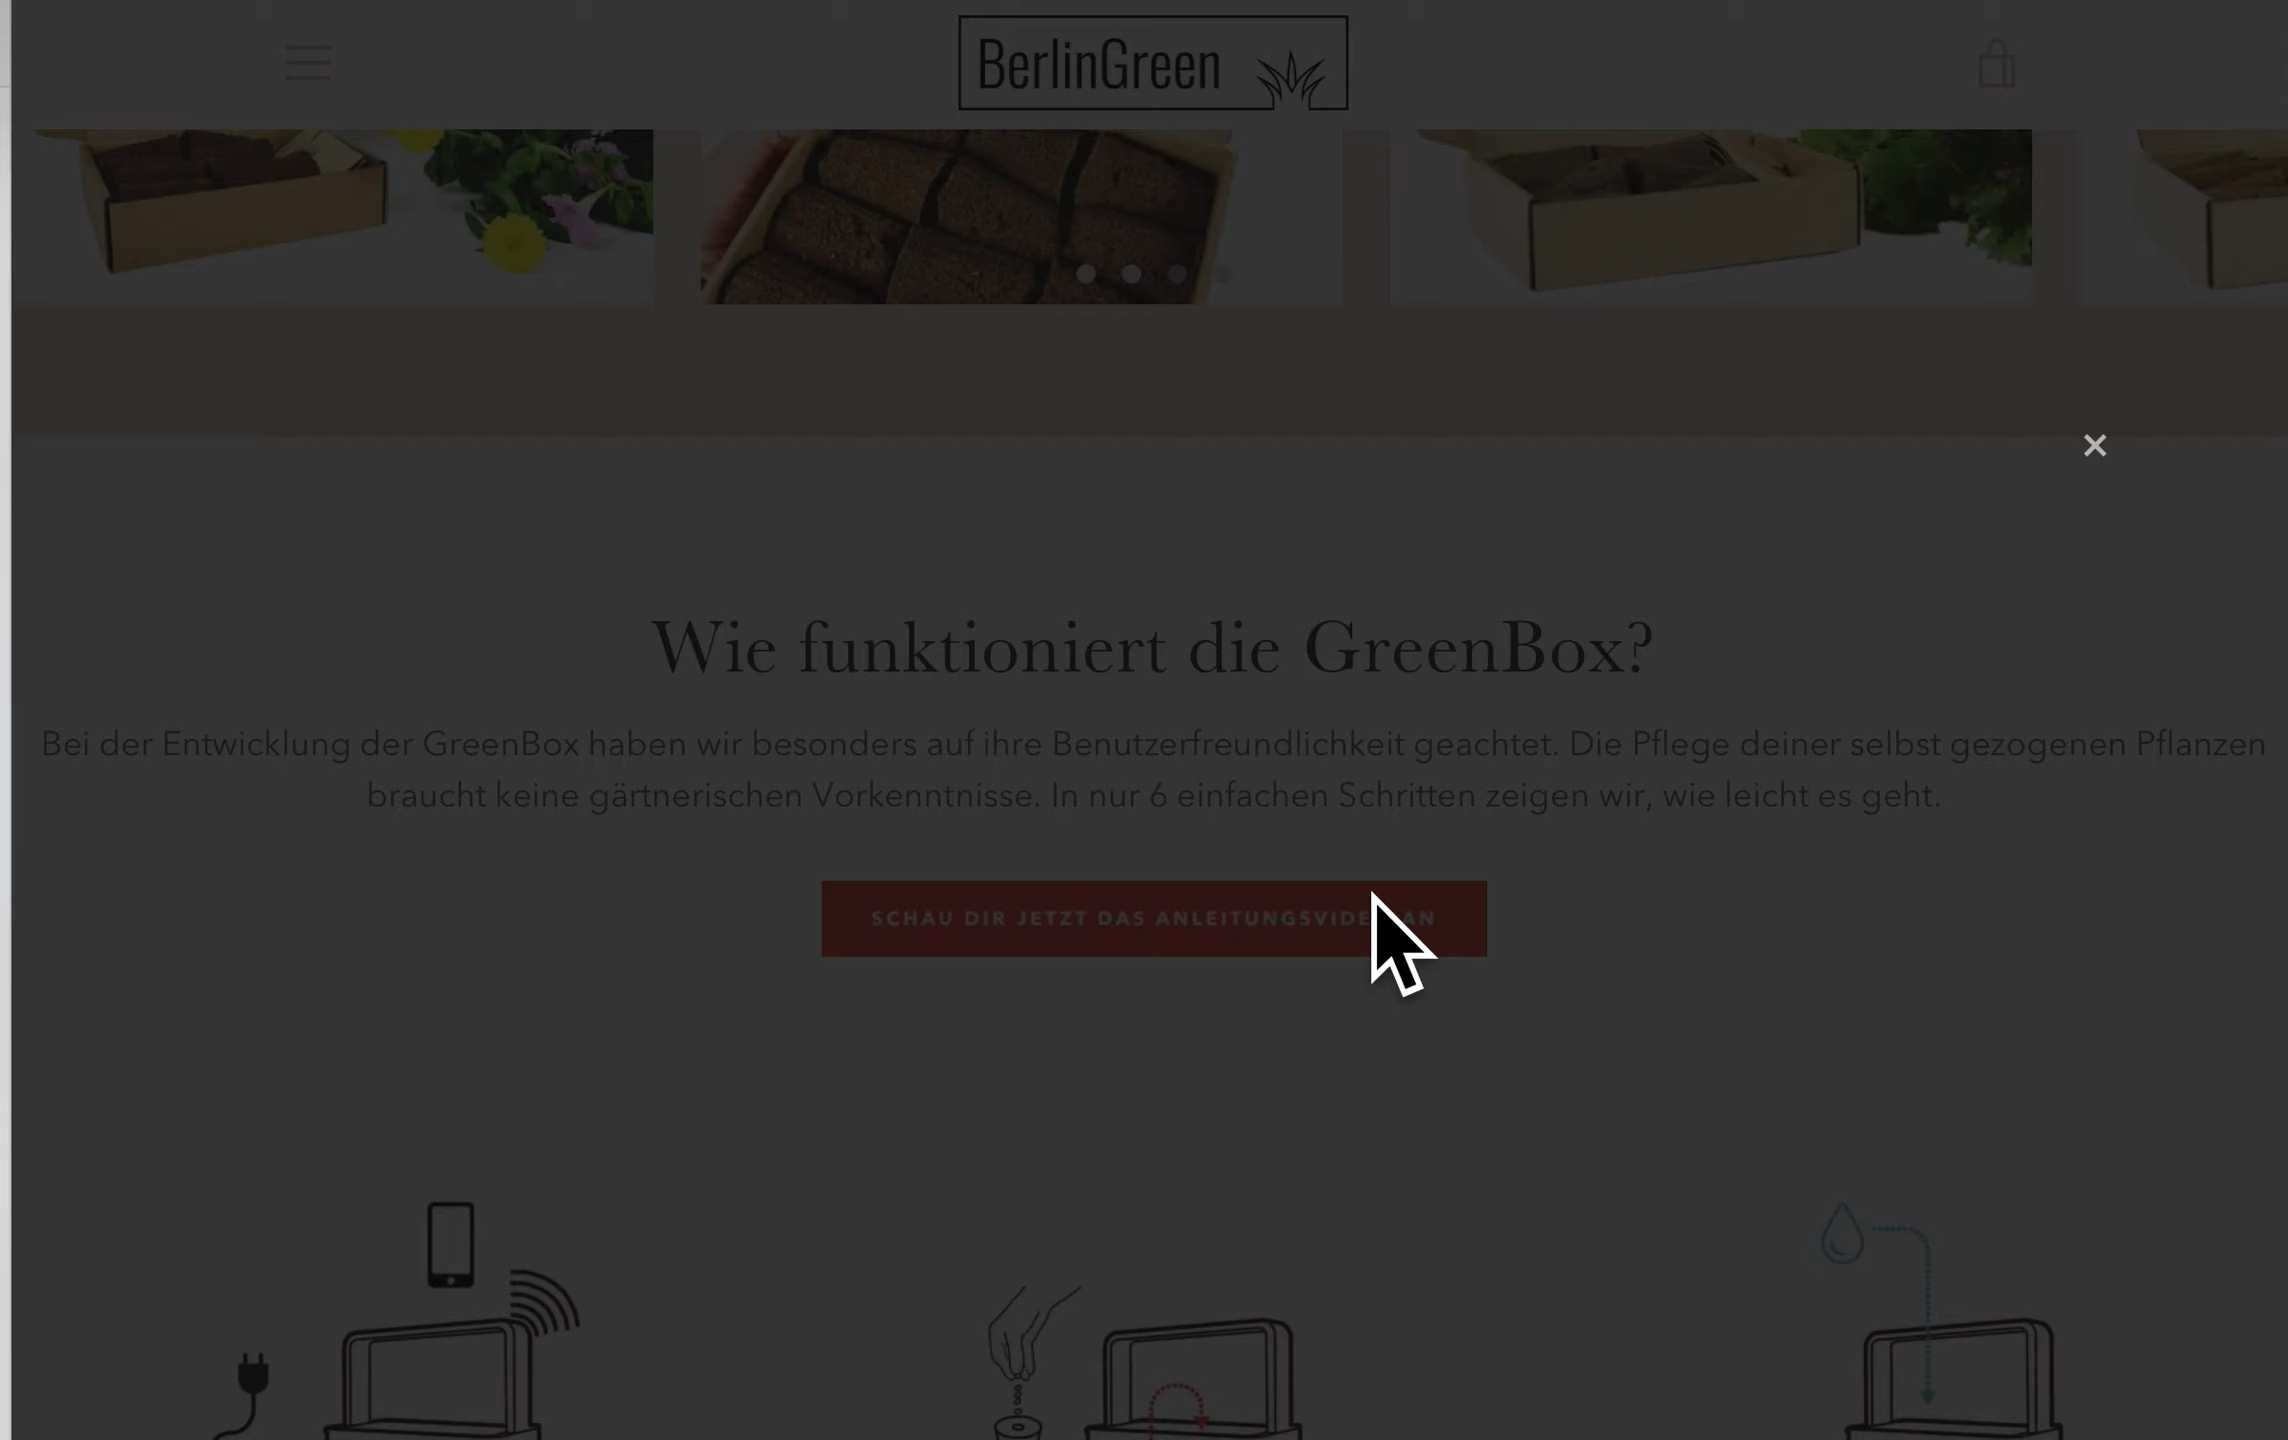 BerlinGreen
Wie funktioniert die GreenBox?
Bei der Entwicklung der GreenBox haben wir besonders auf ihre Benutzerfreundlichkeit geachtet. Die Pflege deiner selbst gezogenen Pflanzen
braucht keine gärtnerischen Vorkenntnisse. In nur 6 einfachen Schritten zeigen wir, wie leicht es geht.
SCHAU DIR JETZT DAS ANLEITUNGSVIDEO AN